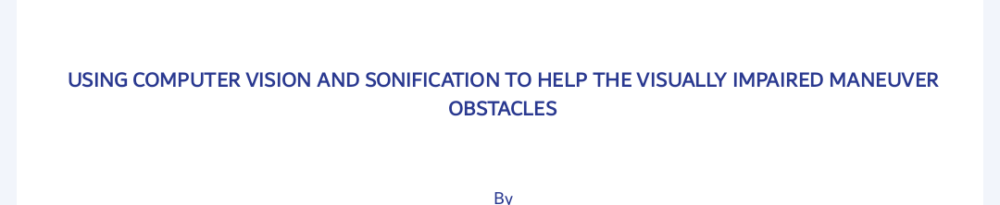 USING COMPUTER VISION AND SONIFICATION TO HELP THE VISUALLY IMPAIRED MANEUVER
OBSTACLES
By